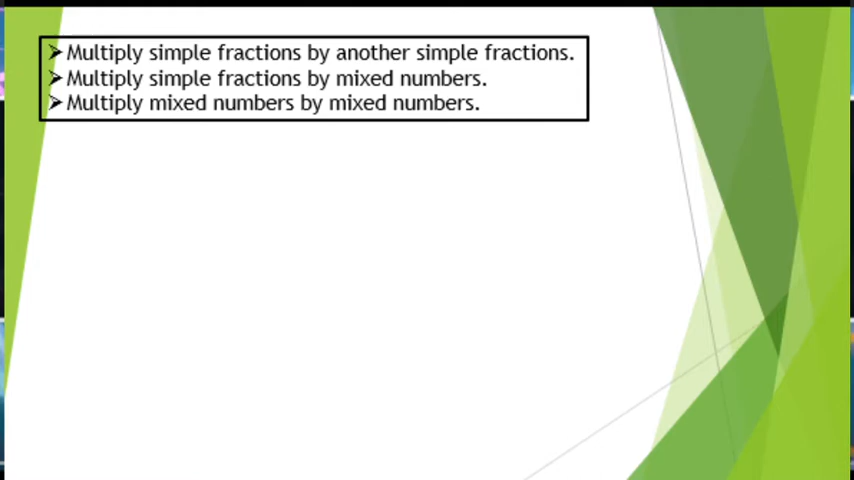 ➢ Multiply simple fractions by another simple fractions.
➢ Multiply simple fractions by mixed numbers.
➢ Multiply mixed numbers by mixed numbers.